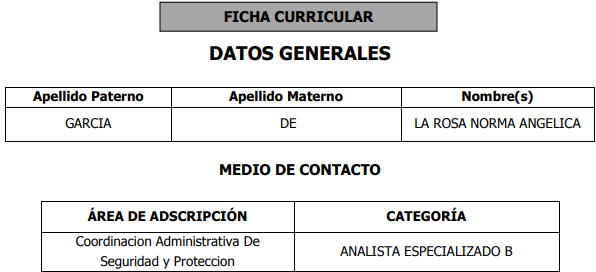 FICHA CURRICULAR
DATOS GENERALES
Apellido Paterno Apellido Materno Nombre(s)
GARCIA DE LA ROSA NORMA ANGELICA
MEDIO DE CONTACTO
ÁREA DE ADSCRIPCIÓN CATEGORÍA
Coordinacion Administrativa De
Seguridad y Proteccion
ANALISTA ESPECIALIZADO B